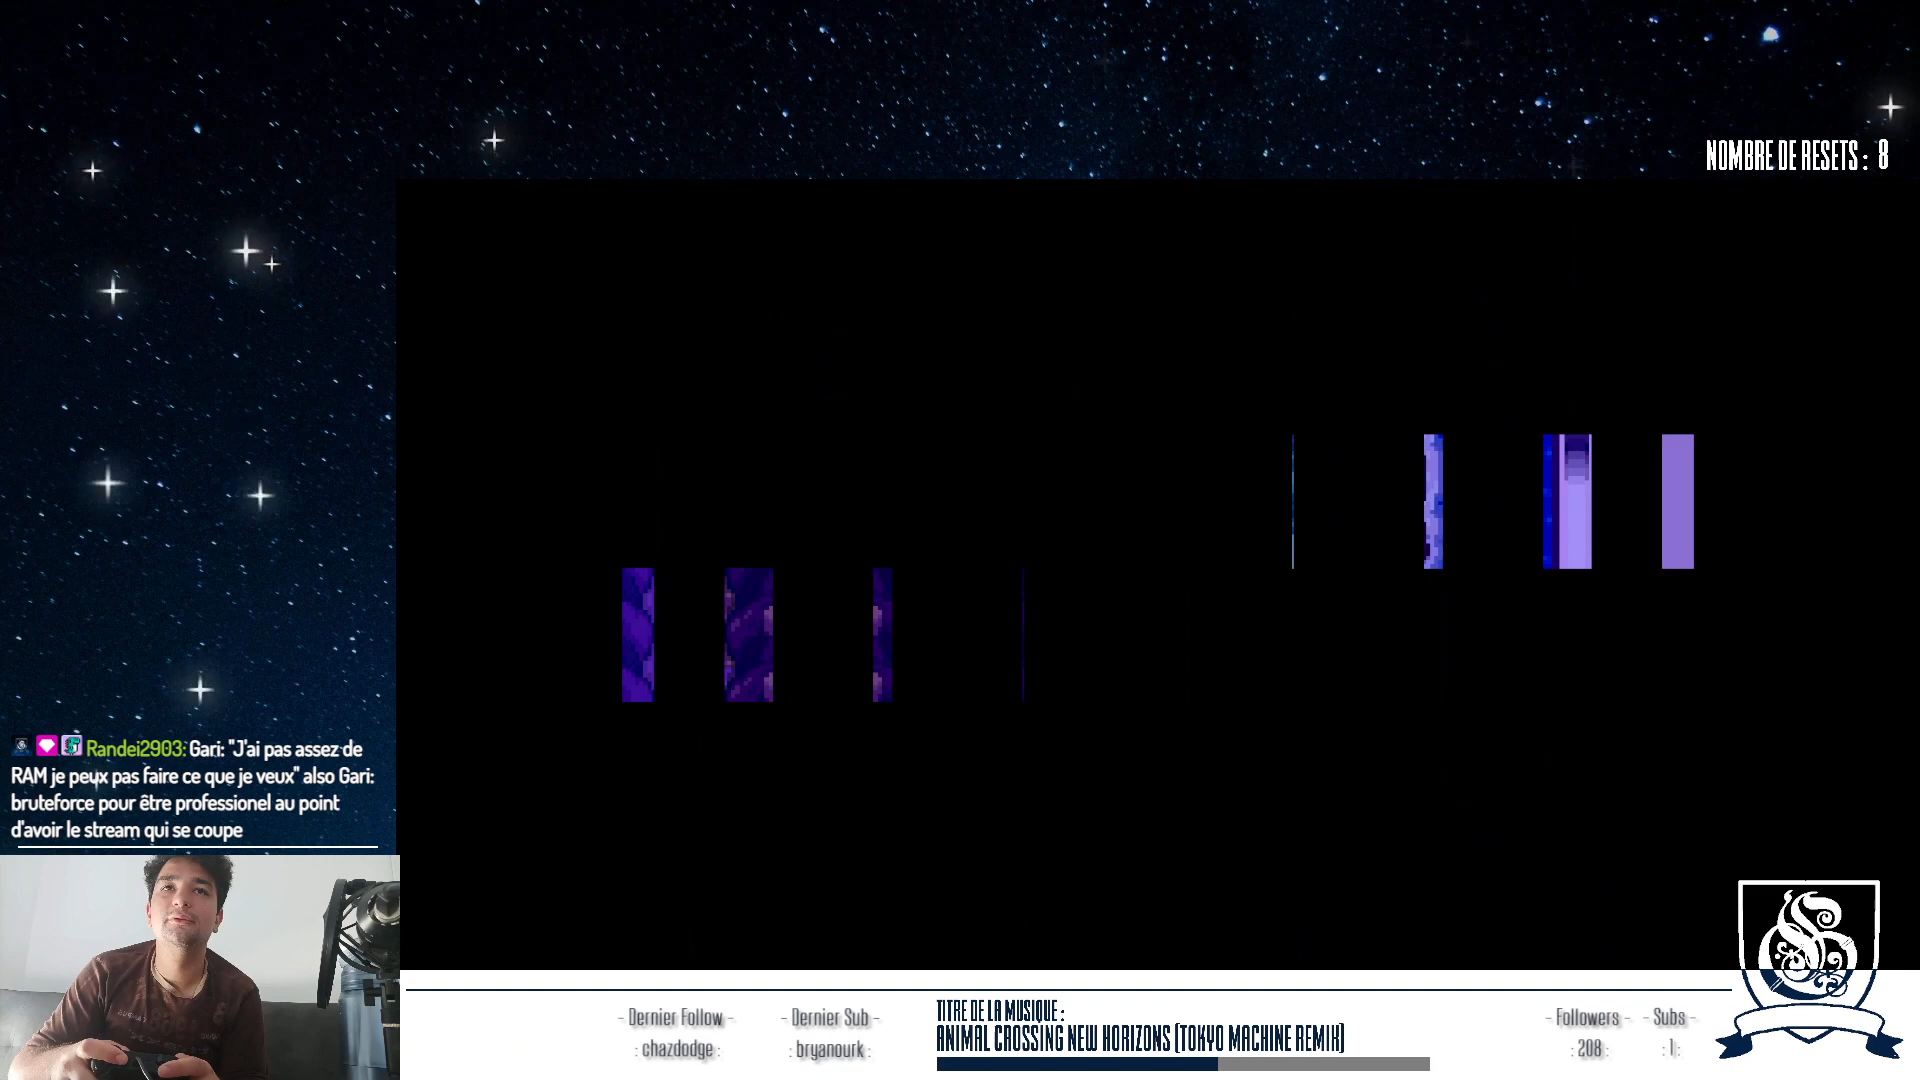 NOMBRE DE RESETS : 8
Randei2903: Gari: "J'ai pas assez de
RAM je peux pas faire ce que je veux" also Gari:
bruteforce pour être professionel au point
d'avoir le stream qui se coupe
- Dernier Follow -
: chazdodge :
- Dernier Sub -
: bryanourk :
TITRE DE LA MUSIQUE :
ANIMAL CROSSING NEW HORIZONS (TOKYO MACHINE REMIX)
- Followers -
: 208 :
- Subs -
: 1 :